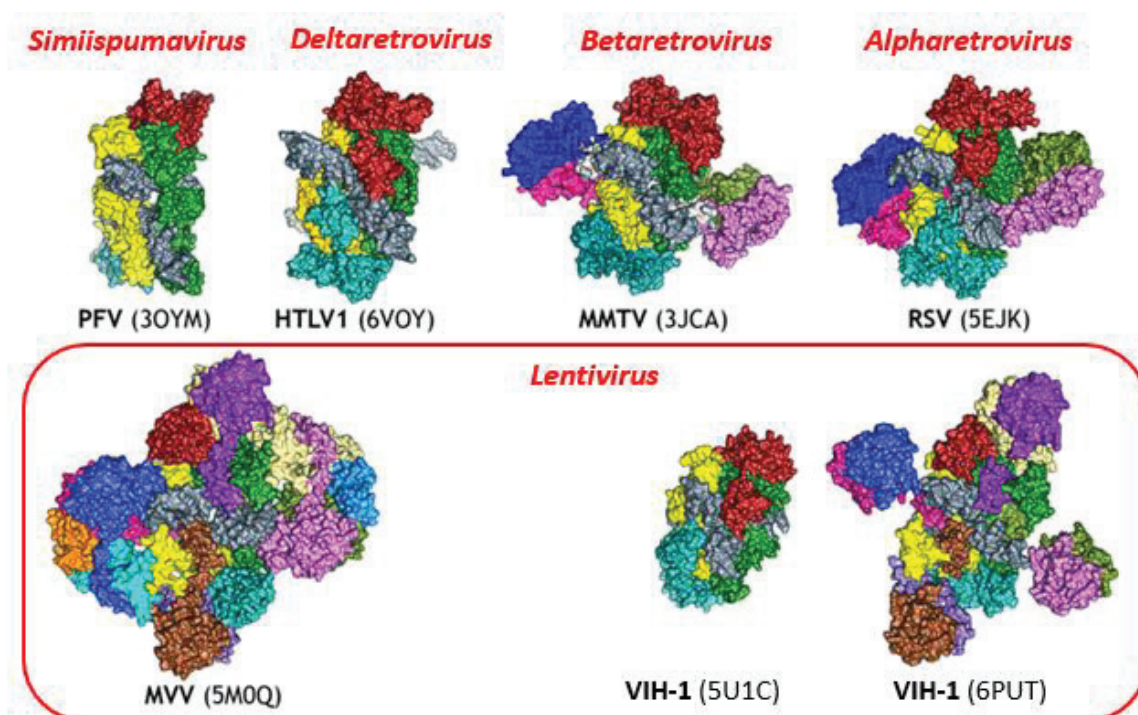 Simiispumavirus Deltaretrovirus Betaretrovirus Alpharetrovirus
PFV (3OYM) HTLV1 (6VOY) MMTV (3JCA) RSV (5EJK)
Lentivirus
MVV (5M0Q) VIH-1 (5U1C) VIH-1 (6PUT)